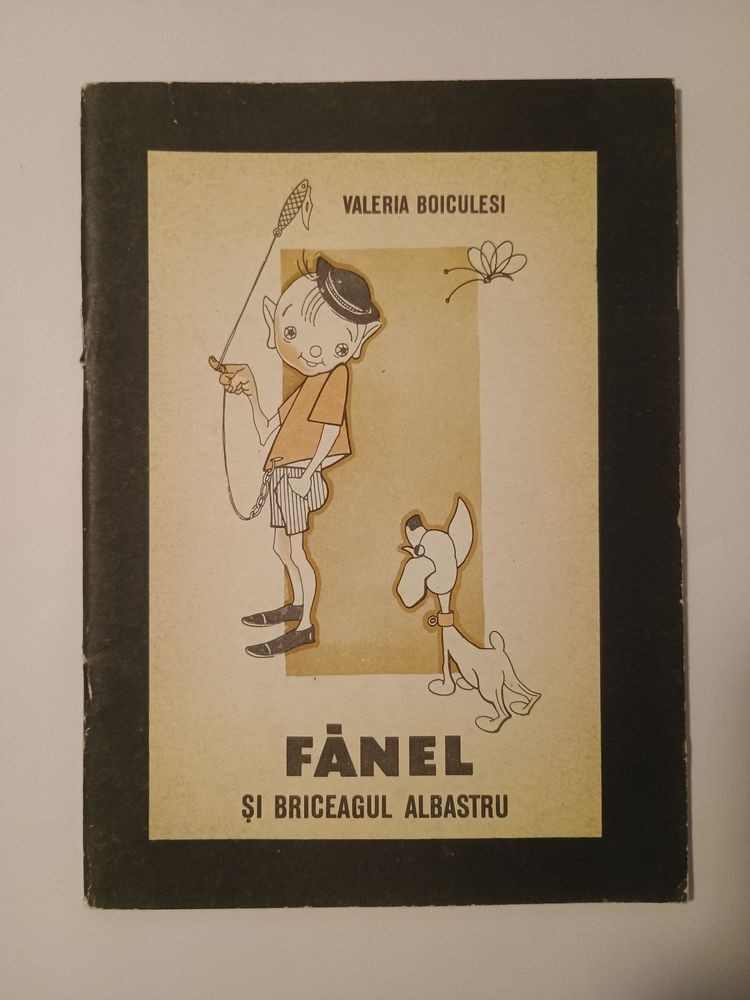 VALERIA BOICULESI
FĂNEL
ȘI BRICEAGUL ALBASTRU